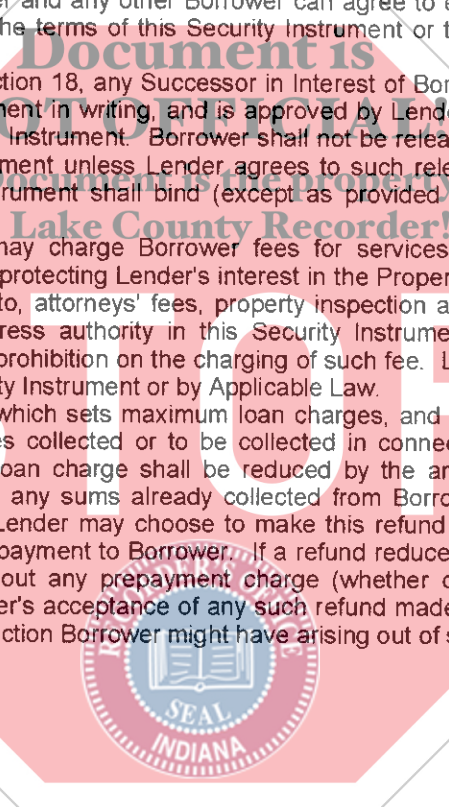 er and any other Borrower can agree to e
he terms of this Security Instrument or t
Document is
ction 18, any Successor in Interest of Bor
ment in writing, and is approved by Lende
NOT OFFICIAL!
Instrument. Borrower shall not be relea
ment unless Lender agrees to such rele
Document is the property
trument shall bind (except as provided
Lake County Recorder!
may charge Borrower fees for services
protecting Lender's interest in the Proper
to, attorneys' fees, property inspection a
ress authority in this Security Instrume
prohibition on the charging of such fee. L
ty Instrument or by Applicable Law.
STOP
which sets maximum loan charges, and
es collected or to be collected in connec
oan charge shall be reduced by the am
any sums already collected from Borro
Lender may choose to make this refund
payment to Borrower. If a refund reduce
out any prepayment charge (whether o
er's acceptance of any such refund made
ction Borrower might have arising out of s
RECORDER'S OFFICE
SEAL
INDIANA